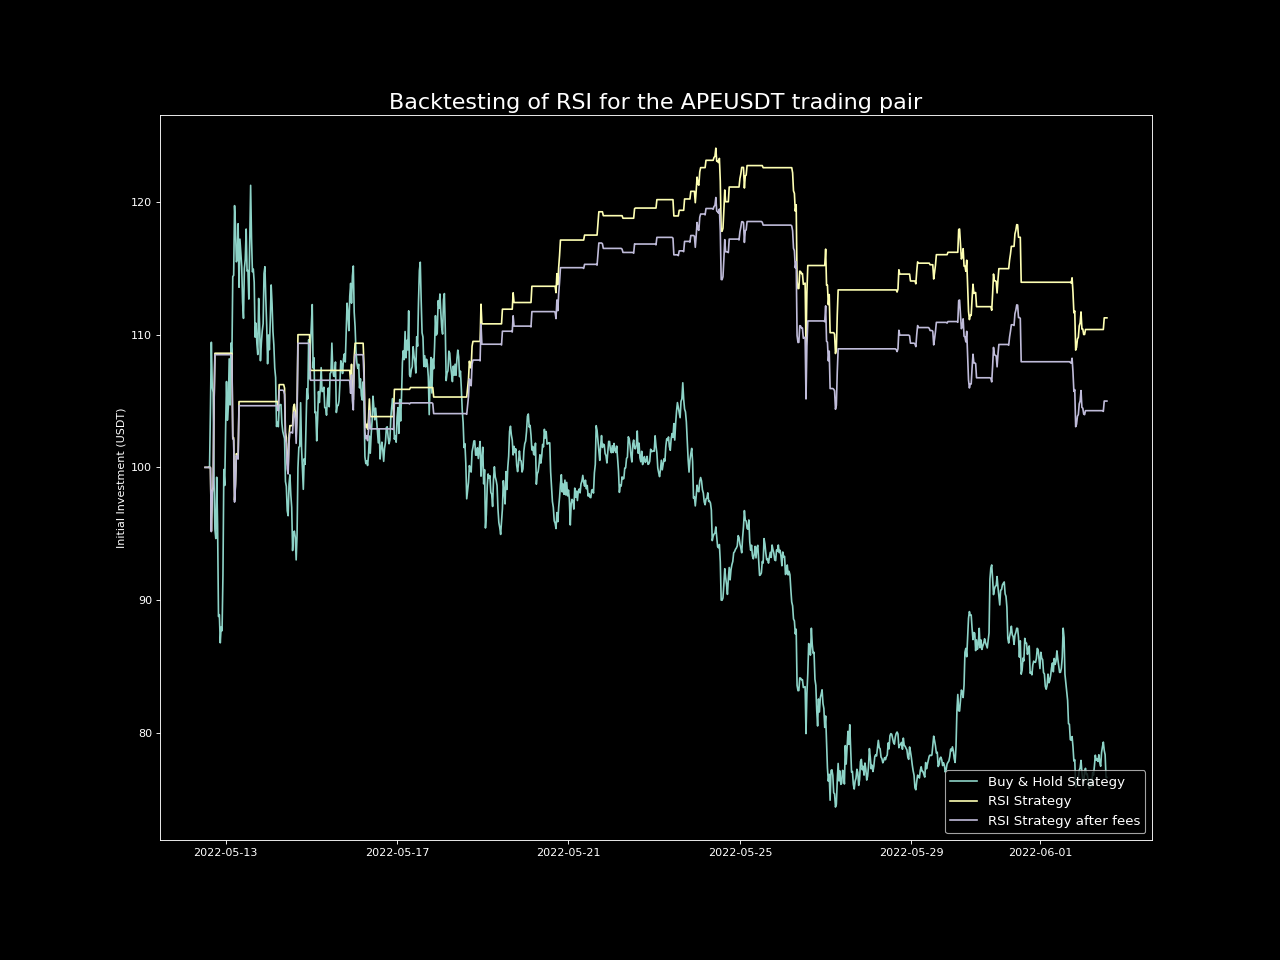 Backtesting of RSI for the APEUSDT trading pair
Initial Investment (USDT)
120
110
100
90
80
2022-05-13
2022-05-17
2022-05-21
2022-05-25
2022-05-29
2022-06-01
Buy & Hold Strategy
RSI Strategy
RSI Strategy after fees